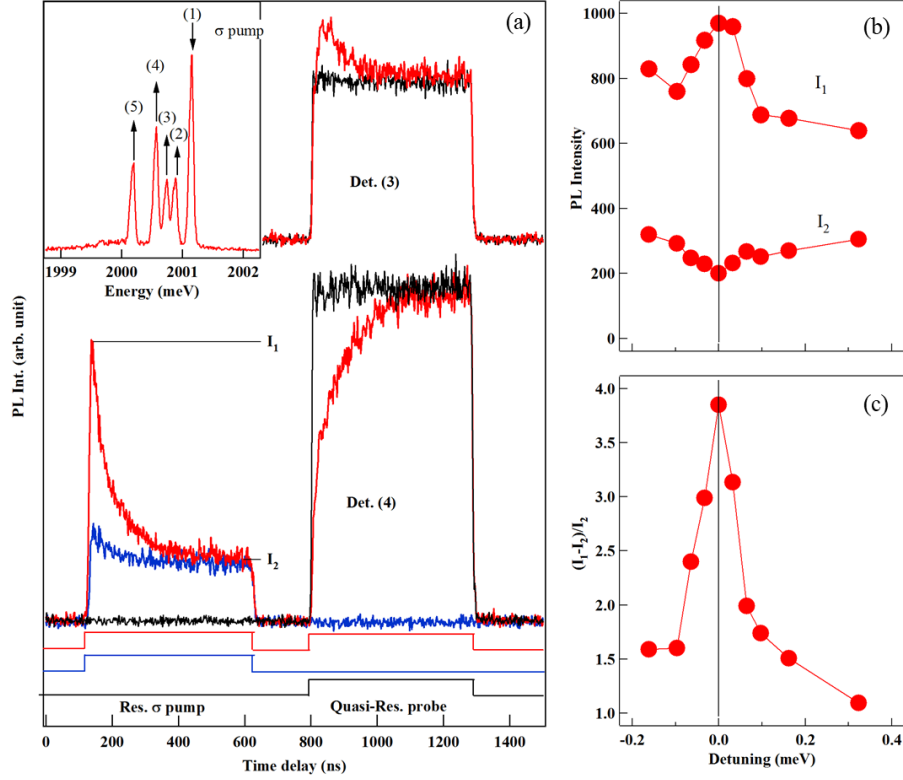 (a)
σ pump
(1)
(4)
(5)
(3)
(2)
1999 2000 2001 2002
Energy (meV)
Det. (3)
PL Int. (arb. unit)
I1
Det. (4)
I2
Res. σ pump
Quasi-Res. probe
0 200 400 600 800 1000 1200 1400
Time delay (ns)
(b)
1000
800
600
400
200
0
PL Intensity
I1
I2
(c)
4.0
3.5
3.0
2.5
2.0
1.5
1.0
(I1-I2)/I2
-0.2 0.0 0.2 0.4
Detuning (meV)